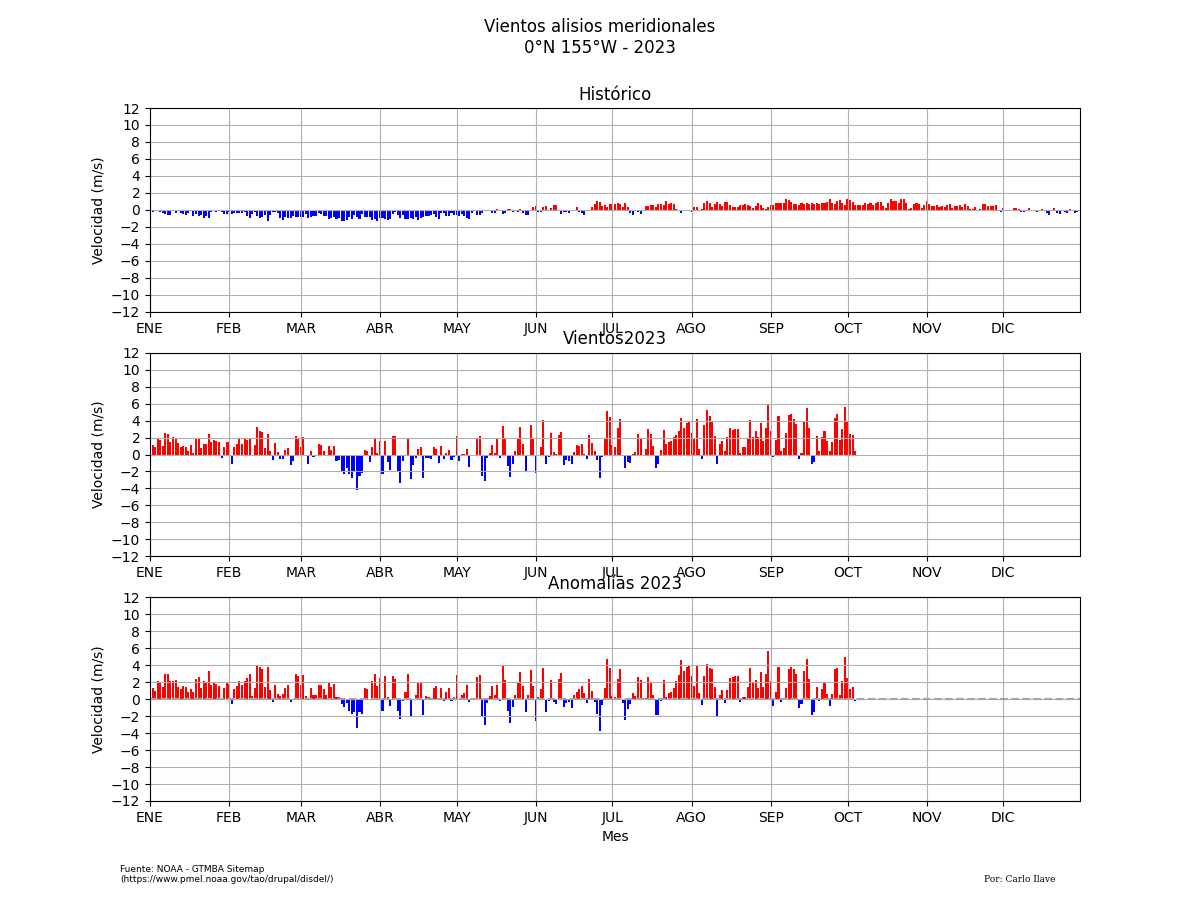 Vientos alisios meridionales
0°N 155°W - 2023
Histórico
12
10
8
6
4
2
0
−2
−4
−6
−8
−10
−12
Velocidad (m/s)
ENE FEB MAR ABR MAY JUN JUL AGO SEP OCT NOV DIC
Vientos2023
12
10
8
6
4
2
0
−2
−4
−6
−8
−10
−12
Velocidad (m/s)
ENE FEB MAR ABR MAY JUN JUL AGO SEP OCT NOV DIC
Anomalías 2023
12
10
8
6
4
2
0
−2
−4
−6
−8
−10
−12
Velocidad (m/s)
ENE FEB MAR ABR MAY JUN JUL AGO SEP OCT NOV DIC
Mes
Fuente: NOAA - GTMBA Sitemap
(https://www.pmel.noaa.gov/tao/drupal/disdel/)
Por: Carlo Ilave